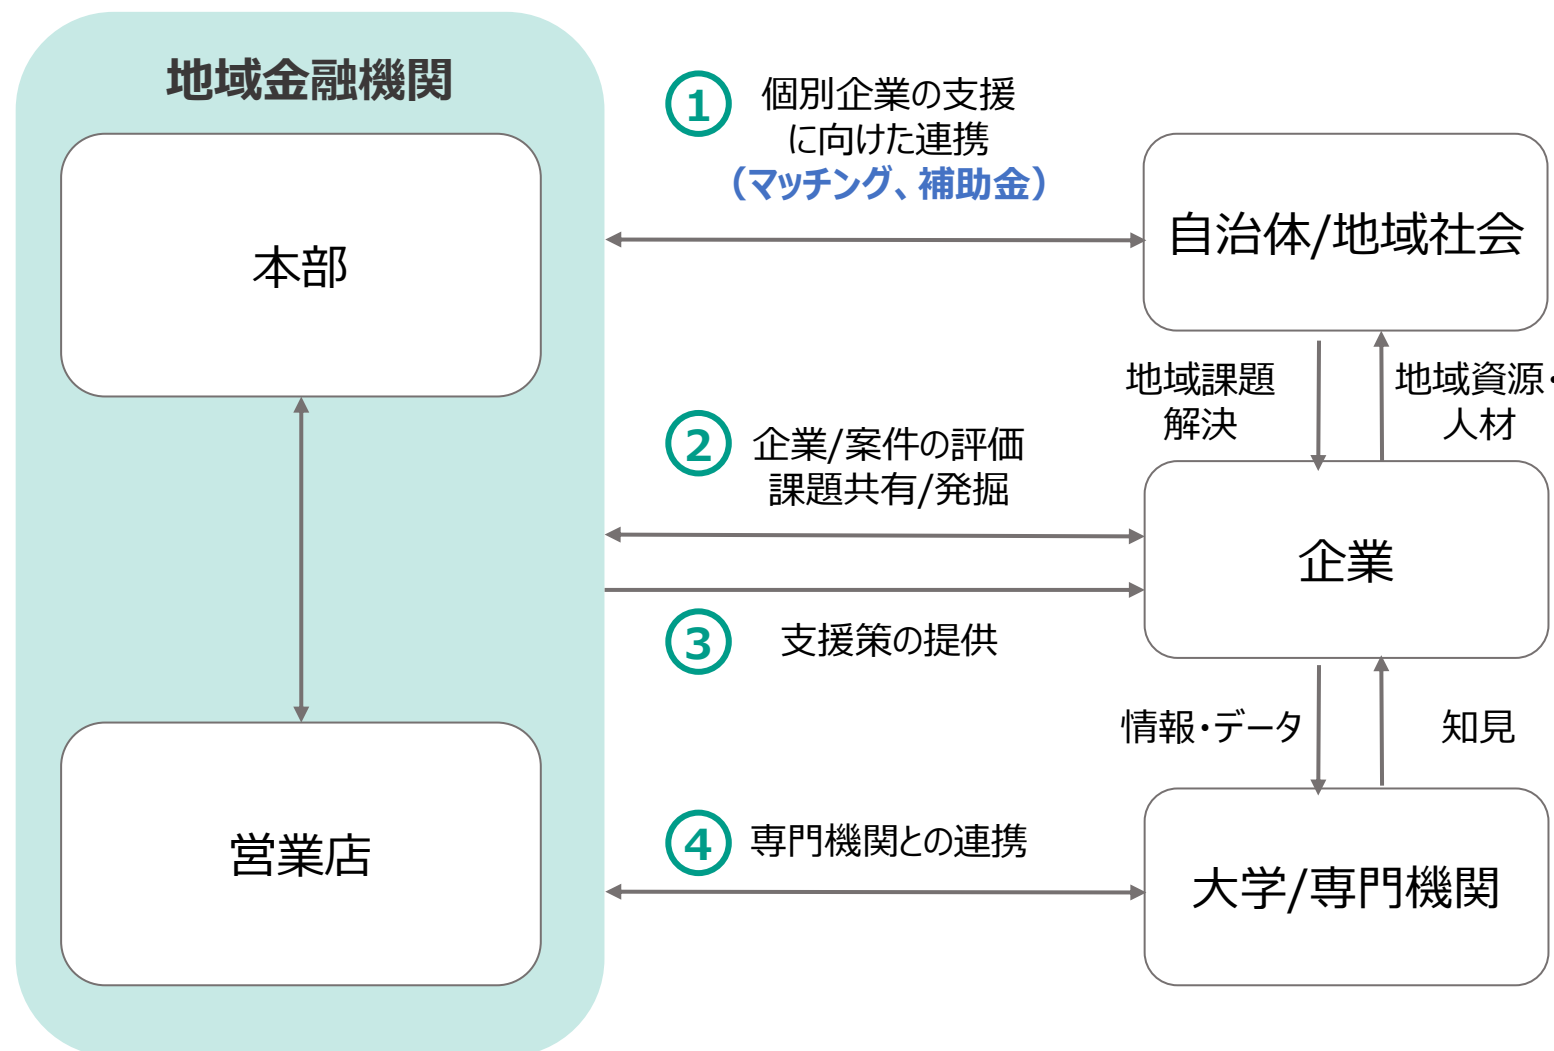 地域金融機関
本部
営業店
1
個別企業の支援
に向けた連携
（マッチング、補助金）
2
企業/案件の評価
課題共有/発掘
3
支援策の提供
4
専門機関との連携
自治体/地域社会
地域課題
解決
地域資源・
人材
企業
情報・データ
知見
大学/専門機関